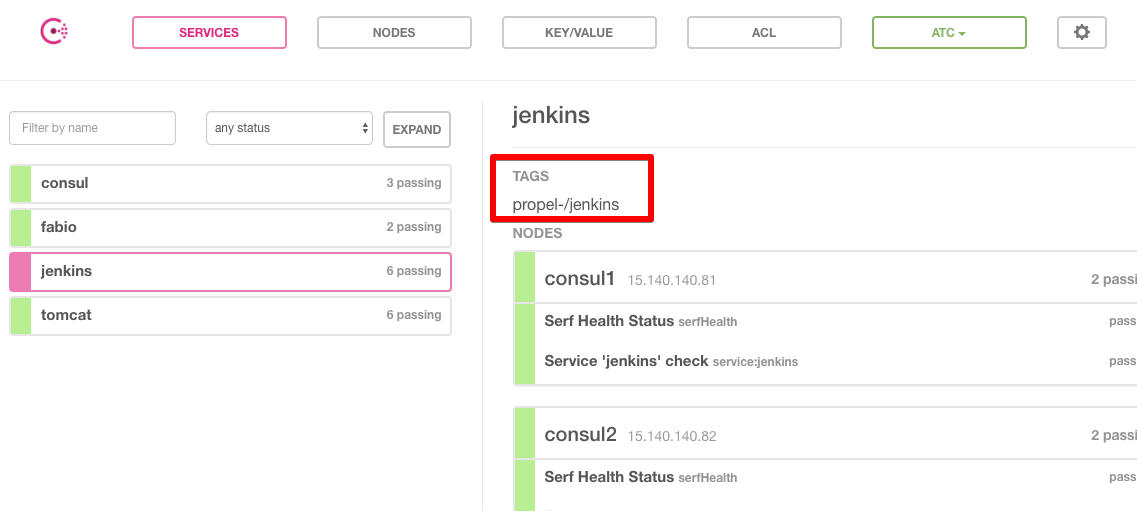 SERVICES NODES KEY/VALUE ACL ATC
Filter by name any status EXPAND
consul 3 passing
fabio 2 passing
jenkins 6 passing
tomcat 6 passing
jenkins
TAGS
propel-/jenkins
NODES
consul1 15.140.140.81 2 passi
Serf Health Status serfHealth pass
Service 'jenkins' check service:jenkins pass
consul2 15.140.140.82 2 passi
Serf Health Status serfHealth pass